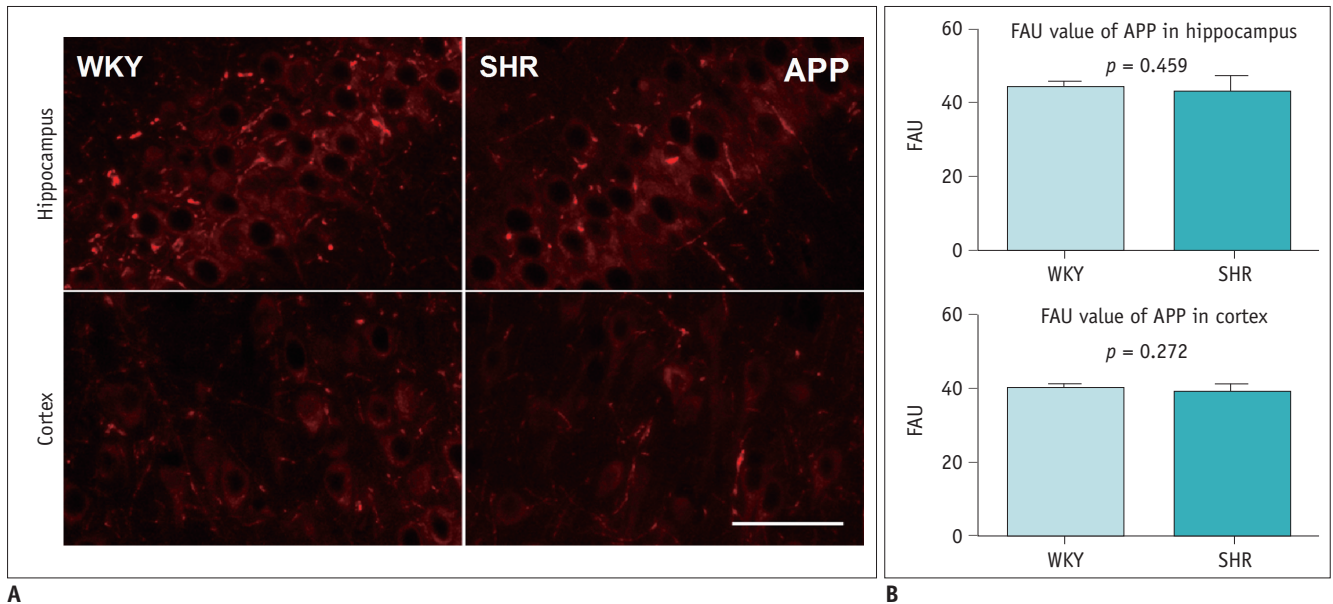 WKY
SHR
APP
Hippocampus
Cortex
A
FAU value of APP in hippocampus
p = 0.459
60
40
20
0
FAU
WKY
SHR
FAU value of APP in cortex
p = 0.272
60
40
20
0
FAU
WKY
SHR
B